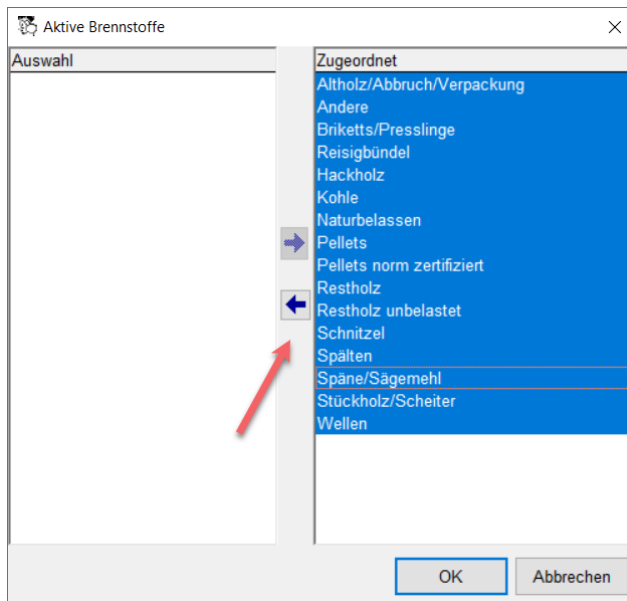 Aktive Brennstoffe
Auswahl
Zugeordnet
Altholz/Abbruch/Verpackung
Andere
Briketts/Presslinge
Reisigbündel
Hackholz
Kohle
Naturbelassen
Pellets
Pellets norm zertifiziert
Restholz
Restholz unbelastet
Schnitzel
Spälten
Späne/Sägemehl
Stückholz/Scheiter
Wellen
OK
Abbrechen